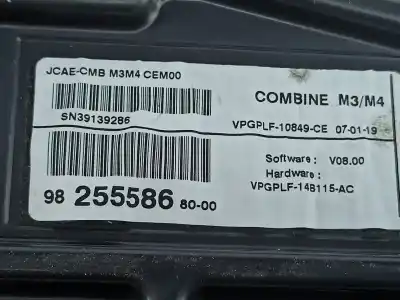 JCAE-CMB M3M4 CEM00
COMBINE M3/M4
SN39139286
VPGPLF-10849-CE 07-01-19
Software: V08.00
Hardware:
VPGPLF-14B115-AC
98 255586 80-00